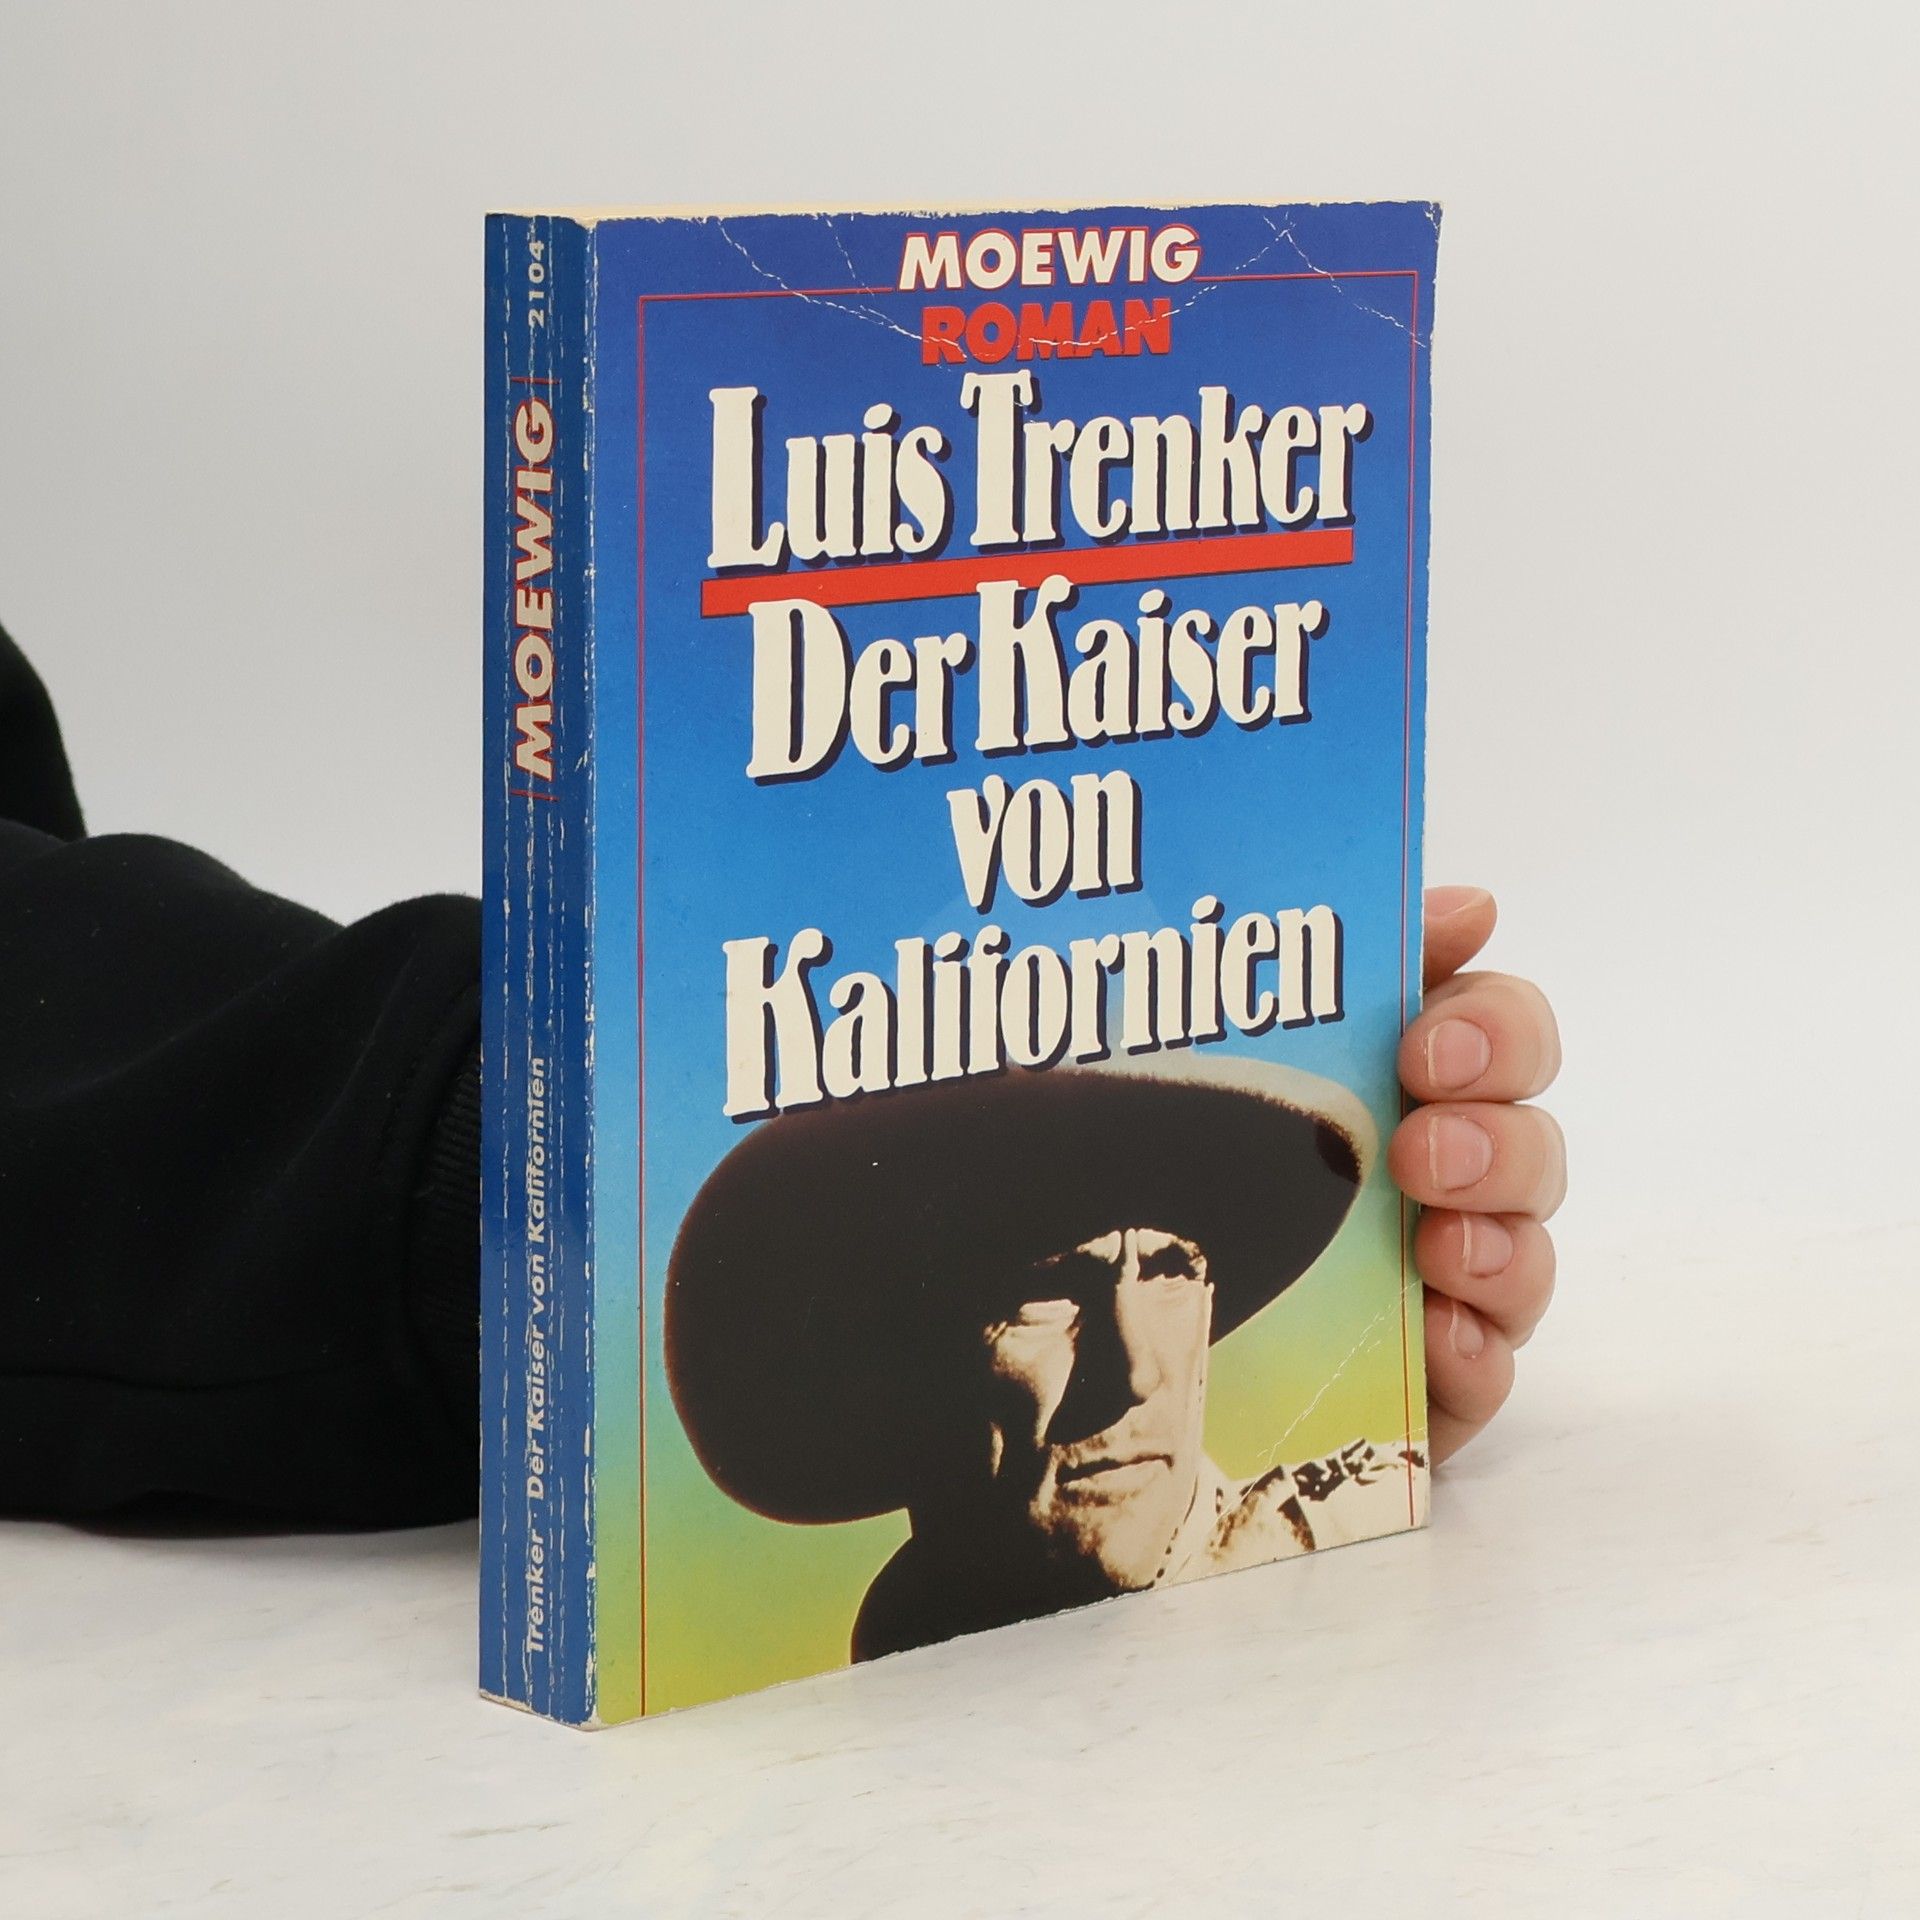 MOEWIG
ROMAN
Luis Trenker
Der Kaiser
von
Kalifornien
Trenker · Der Kaiser von Kalifornien
MOEWIG
2104